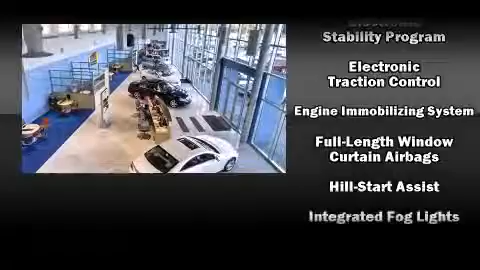 Electronic
Stability Program
Electronic
Traction Control
Engine Immobilizing System
Full-Length Window
Curtain Airbags
Hill-Start Assist
Integrated Fog Lights